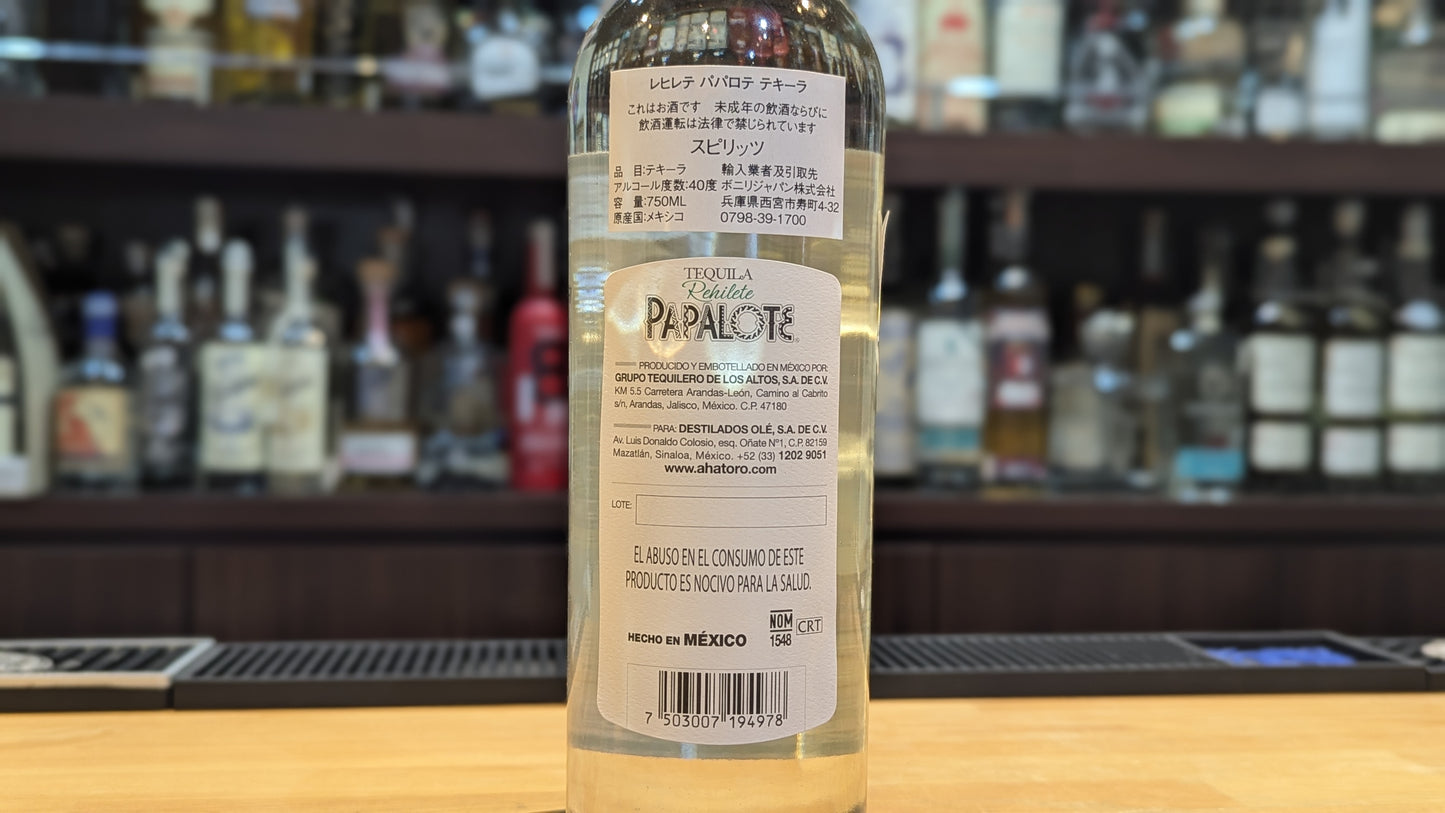 レヒレテ パパロテ テキーラ
これはお酒です 未成年の飲酒ならびに
飲酒運転は法律で禁じられています
スピリッツ
品 目:テキーラ 輸入業者及引取先
アルコール度数:40度 ボニリジャパン株式会社
容 量:750ML 兵庫県西宮市寿町4-32
原産国:メキシコ 0798-39-1700
TEQUILA
Rehilete
PAPALOTE
PRODUCIDO Y EMBOTELLADO EN MÉXICO POR:
GRUPO TEQUILERO DE LOS ALTOS, S.A. DE C.V.
KM 5.5 Carretera Arandas-León, Camino al Cabrito
s/n, Arandas, Jalisco, México. C.P. 47180
PARA: DESTILADOS OLÉ, S.A. DE C.V.
Av. Luis Donaldo Colosio, esq. Oñate Nº1, C.P. 82159
Mazatlán, Sinaloa, México. +52 (33) 1202 9051
www.ahatoro.com
LOTE:
EL ABUSO EN EL CONSUMO DE ESTE
PRODUCTO ES NOCIVO PARA LA SALUD.
HECHO EN MÉXICO NOM 1548 CRT
7 503007 194978